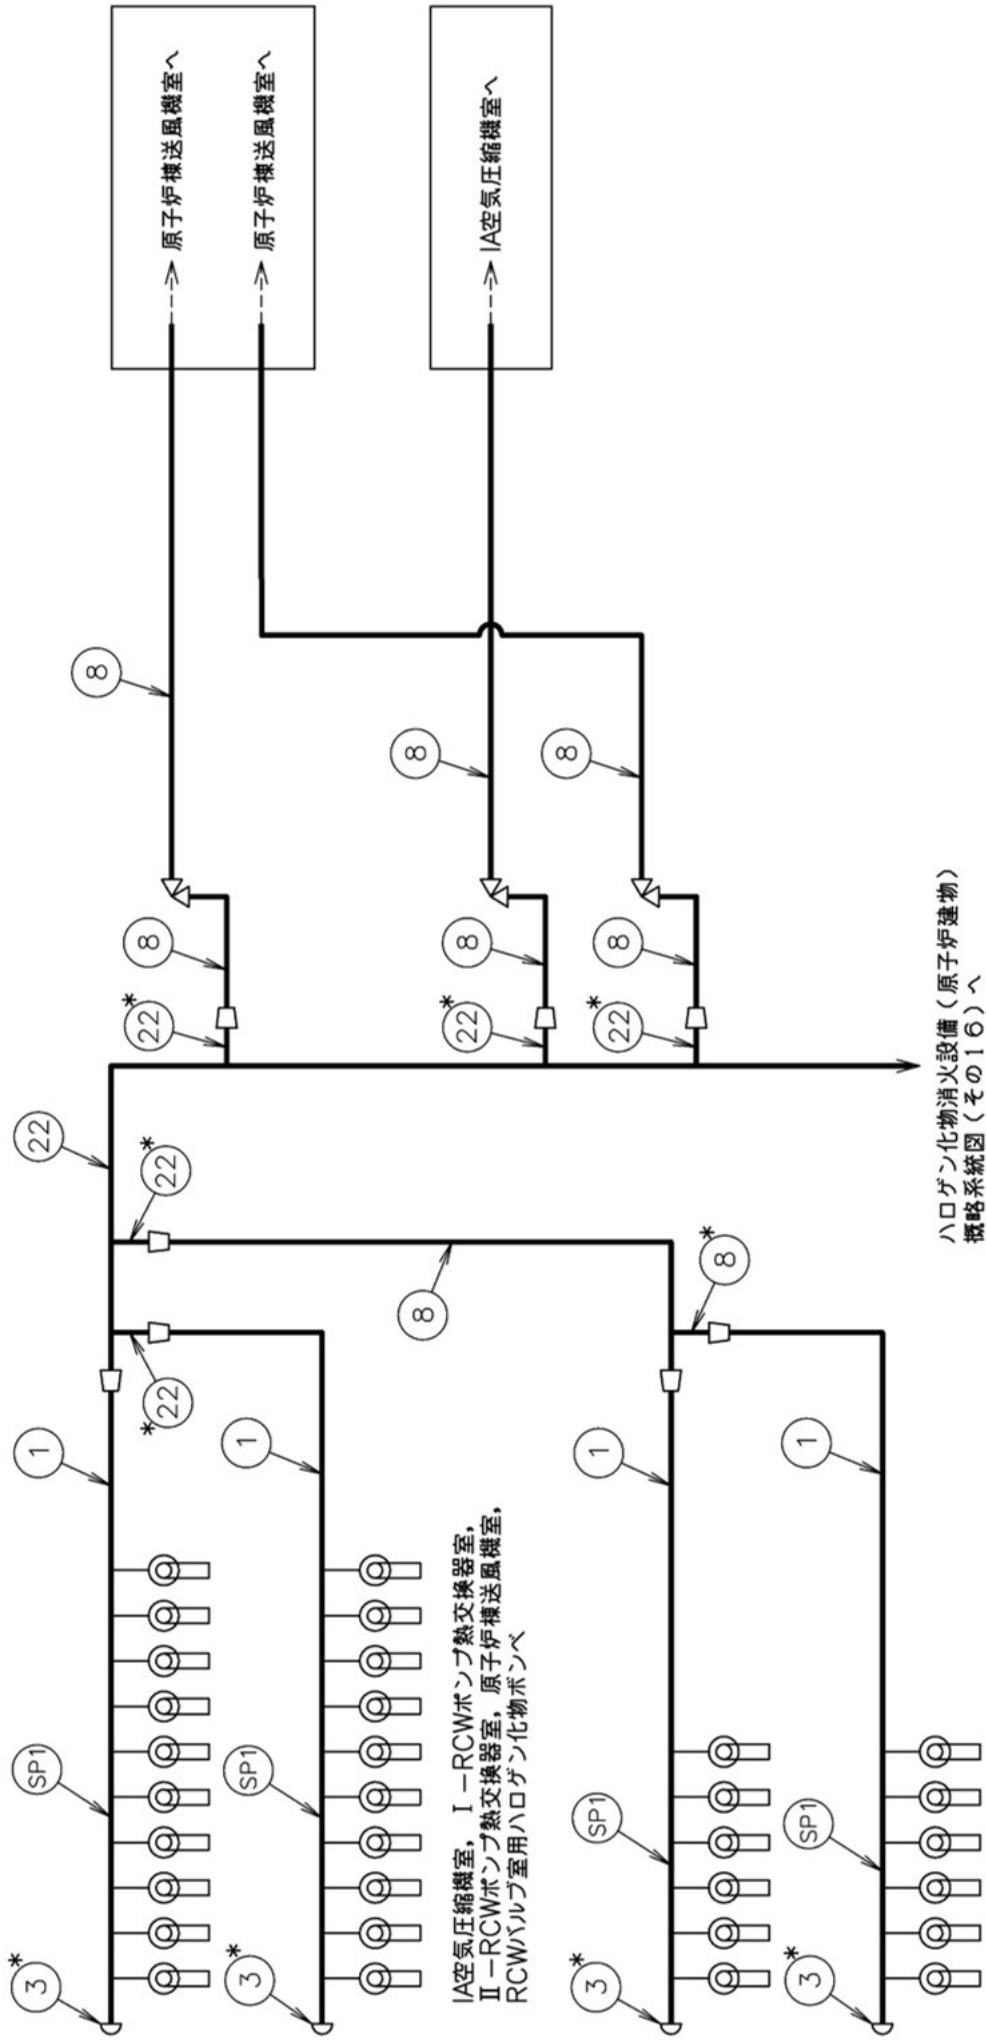 原子炉棟送風機室へ
原子炉棟送風機室へ
IA空気圧縮機室へ
8
8
8
8
22*
8
22*
8
22*
22
22*
22*
8
8*
1
1
1
1
SP1
SP1
SP1
SP1
3*
3*
3*
3*
IA空気圧縮機室，Ⅰ－RCWポンプ熱交換器室，
Ⅱ－RCWポンプ熱交換器室，原子炉棟送風機室，
RCWバルブ室用ハロゲン化物ボンベ
ハロゲン化物消火設備（原子炉建物）
概略系統図（その１６）へ